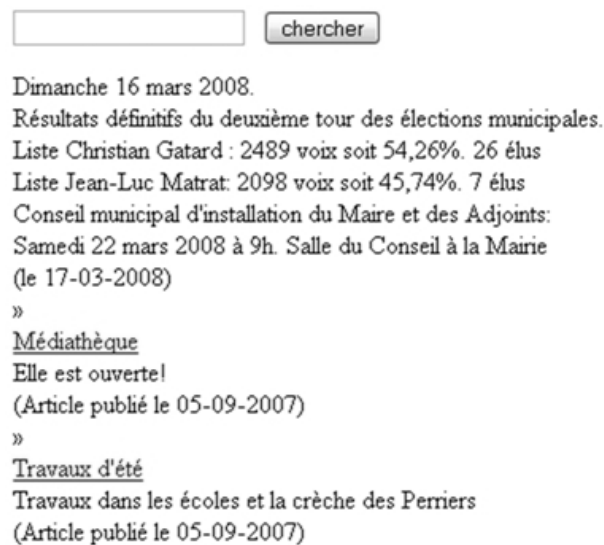 chercher
Dimanche 16 mars 2008.
Résultats définitifs du deuxième tour des élections municipales.
Liste Christian Gatard : 2489 voix soit 54,26%. 26 élus
Liste Jean-Luc Matrat: 2098 voix soit 45,74%. 7 élus
Conseil municipal d'installation du Maire et des Adjoints:
Samedi 22 mars 2008 à 9h. Salle du Conseil à la Mairie
(le 17-03-2008)
»
Médiathèque
Elle est ouverte!
(Article publié le 05-09-2007)
»
Travaux d'été
Travaux dans les écoles et la crèche des Perriers
(Article publié le 05-09-2007)